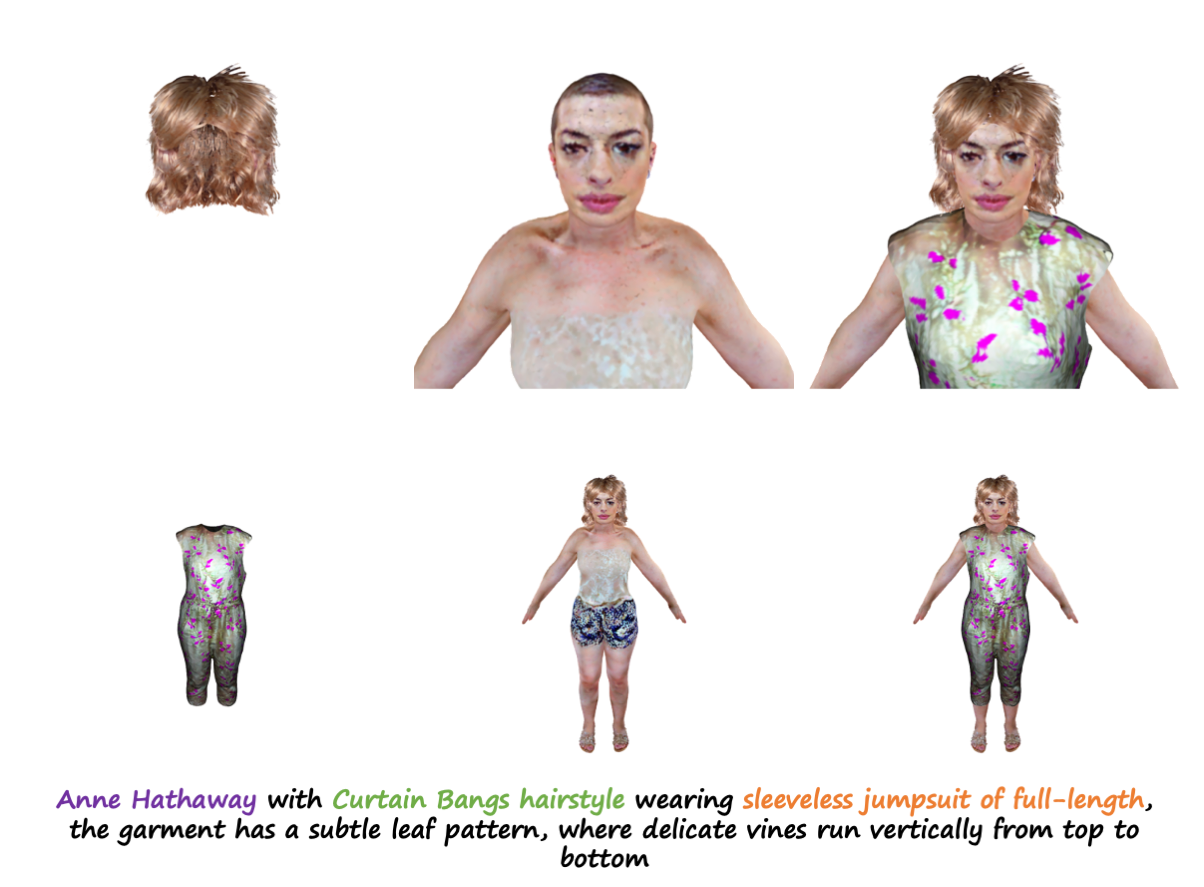 Anne Hathaway with Curtain Bangs hairstyle wearing sleeveless jumpsuit of full-length,
the garment has a subtle leaf pattern, where delicate vines run vertically from top to
bottom